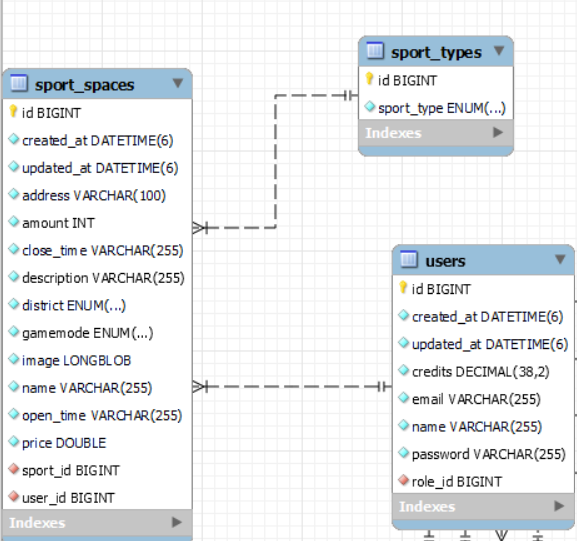 sport_spaces
id BIGINT
created_at DATETIME(6)
updated_at DATETIME(6)
address VARCHAR(100)
amount INT
close_time VARCHAR(255)
description VARCHAR(255)
district ENUM(...)
gamemode ENUM(...)
image LONGBLOB
name VARCHAR(255)
open_time VARCHAR(255)
price DOUBLE
sport_id BIGINT
user_id BIGINT
Indexes
sport_types
id BIGINT
sport_type ENUM(...)
Indexes
users
id BIGINT
created_at DATETIME(6)
updated_at DATETIME(6)
credits DECIMAL(38,2)
email VARCHAR(255)
name VARCHAR(255)
password VARCHAR(255)
role_id BIGINT
Indexes